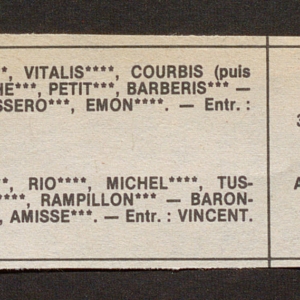 *, VITALIS****, COURBIS (puis
HE***, PETIT***, BARBERIS*** —
SSERO***, EMON****. — Entr. :
*, RIO****, MICHEL****, TUS-
****, RAMPILLON*** — BARON-
, AMISSE***. — Entr. : VINCENT.